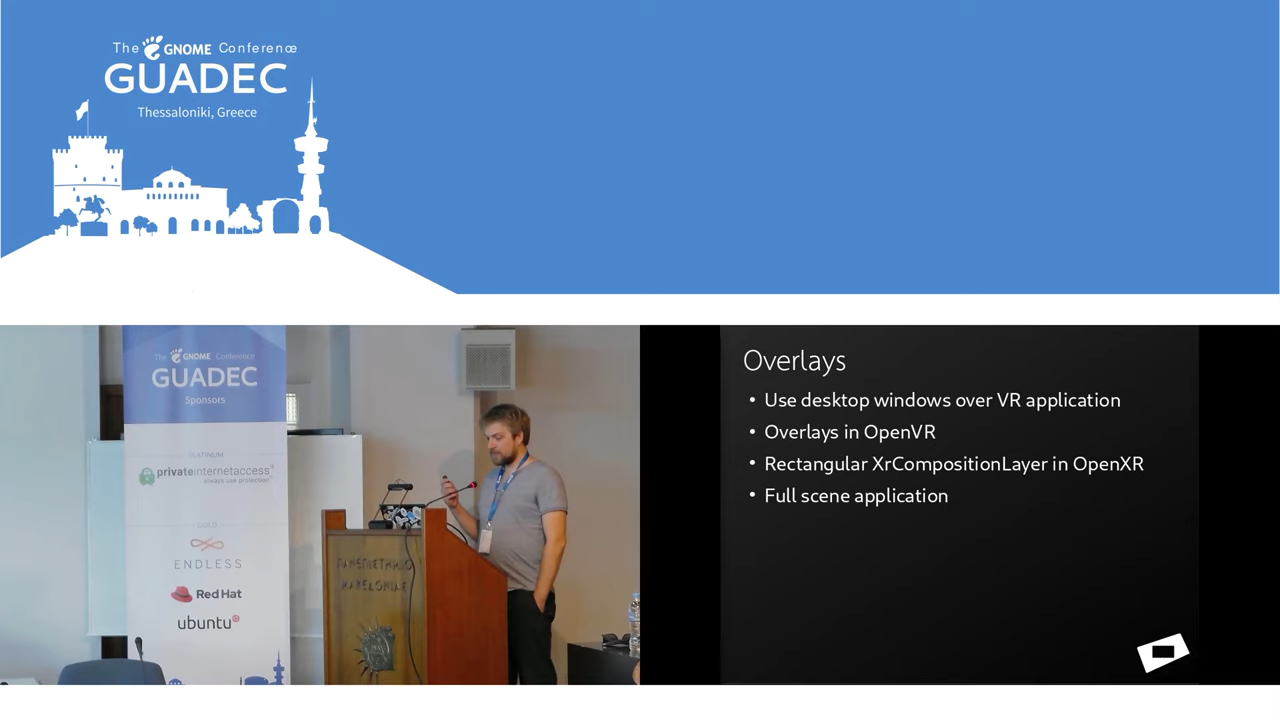 The GNOME Conference
GUADEC
Thessaloniki, Greece
The GNOME Conference
GUADEC
Sponsors
PLATINUM
privateinternetaccess
always use protection
GOLD
ENDLESS
Red Hat
ubuntu
ΠΑΝΕΠΙΣΤΗΜΙΟ
ΜΑΚΕΔΟΝΙΑΣ
Overlays
• Use desktop windows over VR application
• Overlays in OpenVR
• Rectangular XrCompositionLayer in OpenXR
• Full scene application